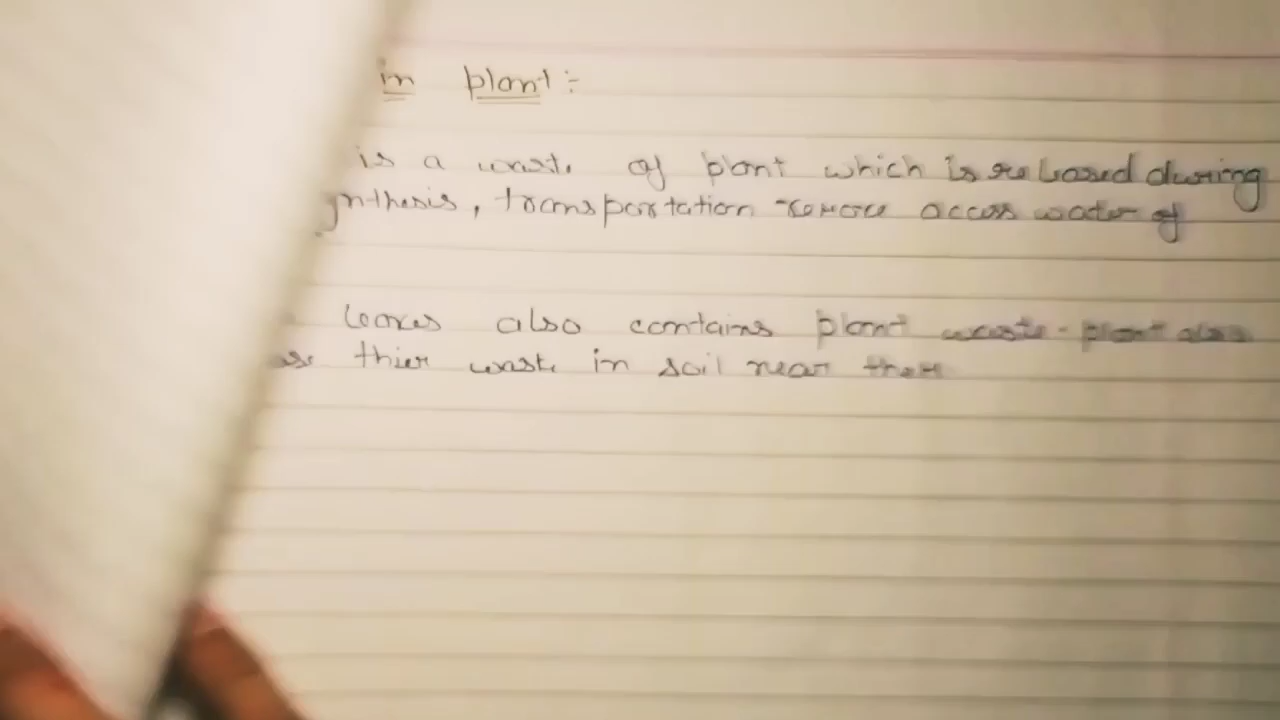 in plant :-
is a waste of plant which is released during
ynthesis, transportation remove access water of
leaves also contains plant waste. plant also
thier waste in soil near them